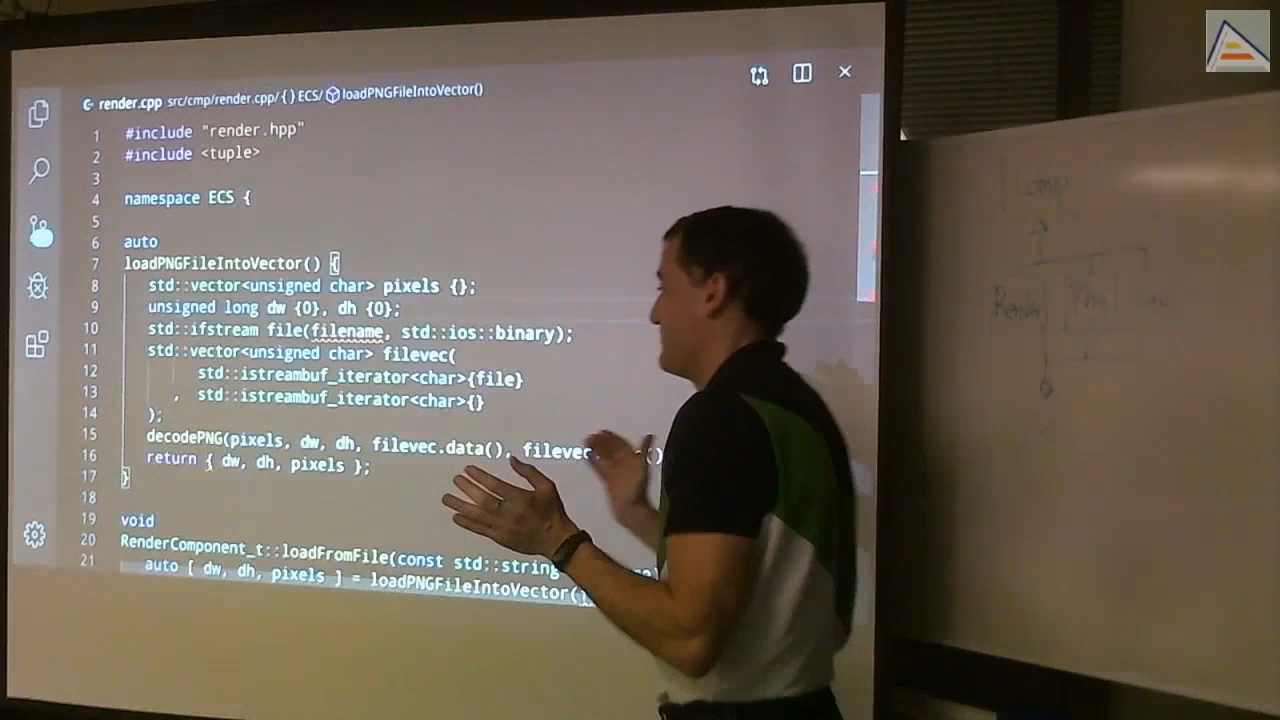 render.cpp src/cmp/render.cpp/{ } ECS/ loadPNGFileIntoVector()
1 #include "render.hpp"
2 #include <tuple>
3
4 namespace ECS {
5
6 auto
7 loadPNGFileIntoVector() {
8 std::vector<unsigned char> pixels {};
9 unsigned long dw {0}, dh {0};
10 std::ifstream file(filename, std::ios::binary);
11 std::vector<unsigned char> filevec(
12 std::istreambuf_iterator<char>{file}
13 , std::istreambuf_iterator<char>{}
14 );
15 decodePNG(pixels, dw, dh, filevec.data(), filevec.
16 return { dw, dh, pixels };
17 }
18
19 void
20 RenderComponent_t::loadFromFile(const std::string
21 auto [ dw, dh, pixels ] = loadPNGFileIntoVector(
Render